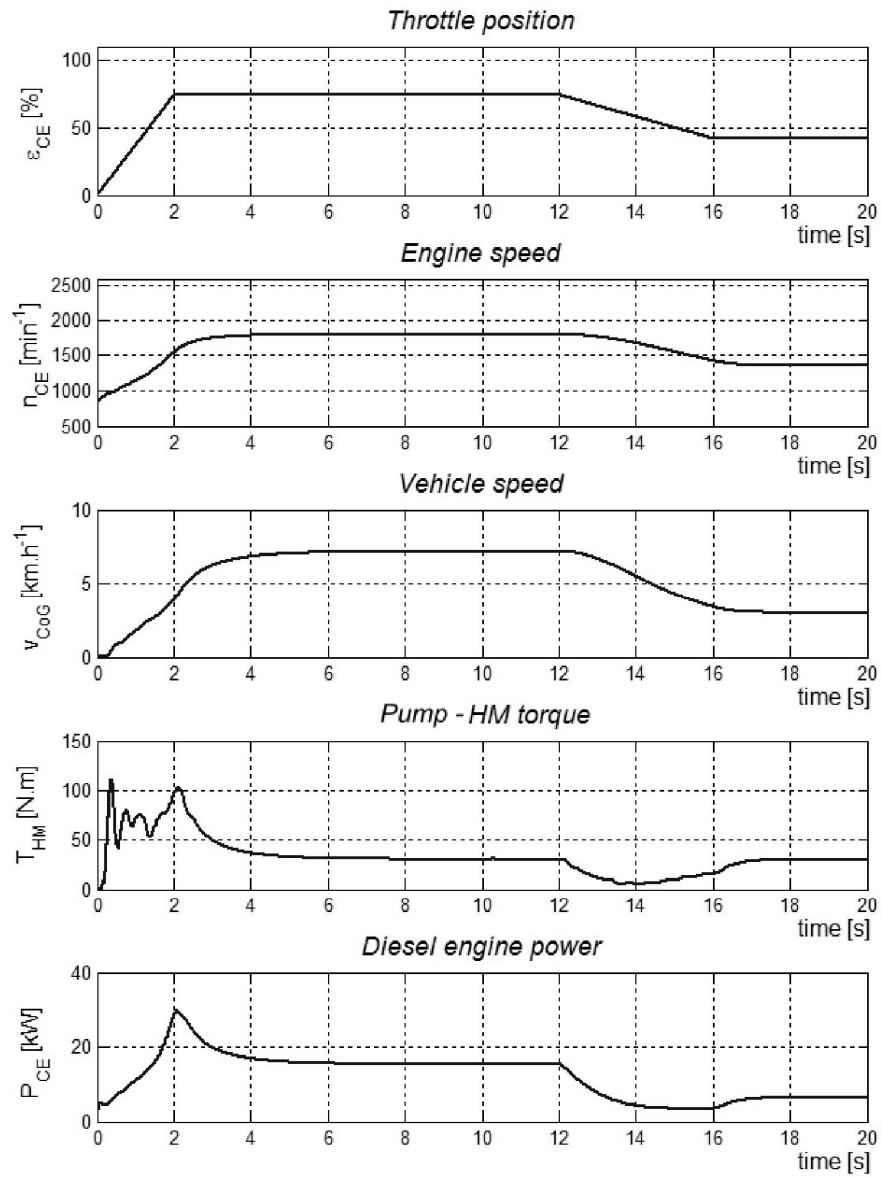 Throttle position
100
50
0
ε_CE [%]
0 2 4 6 8 10 12 14 16 18 20
time [s]
Engine speed
2500
2000
1500
1000
500
n_CE [min⁻¹]
0 2 4 6 8 10 12 14 16 18 20
time [s]
Vehicle speed
10
5
0
v_CoG [km.h⁻¹]
0 2 4 6 8 10 12 14 16 18 20
time [s]
Pump - HM torque
150
100
50
0
T_HM [N.m]
0 2 4 6 8 10 12 14 16 18 20
time [s]
Diesel engine power
40
20
0
P_CE [kW]
0 2 4 6 8 10 12 14 16 18 20
time [s]